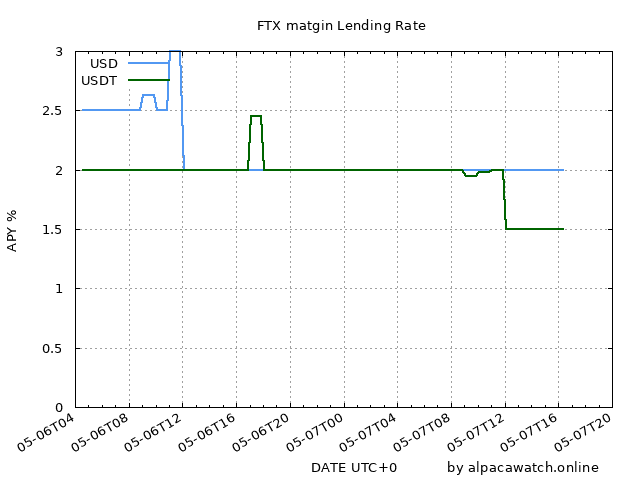 FTX matgin Lending Rate
USD
USDT
3
2.5
2
1.5
1
0.5
0
APY %
05-06T04
05-06T08
05-06T12
05-06T16
05-06T20
05-07T00
05-07T04
05-07T08
05-07T12
05-07T16
05-07T20
DATE UTC+0
by alpacawatch.online